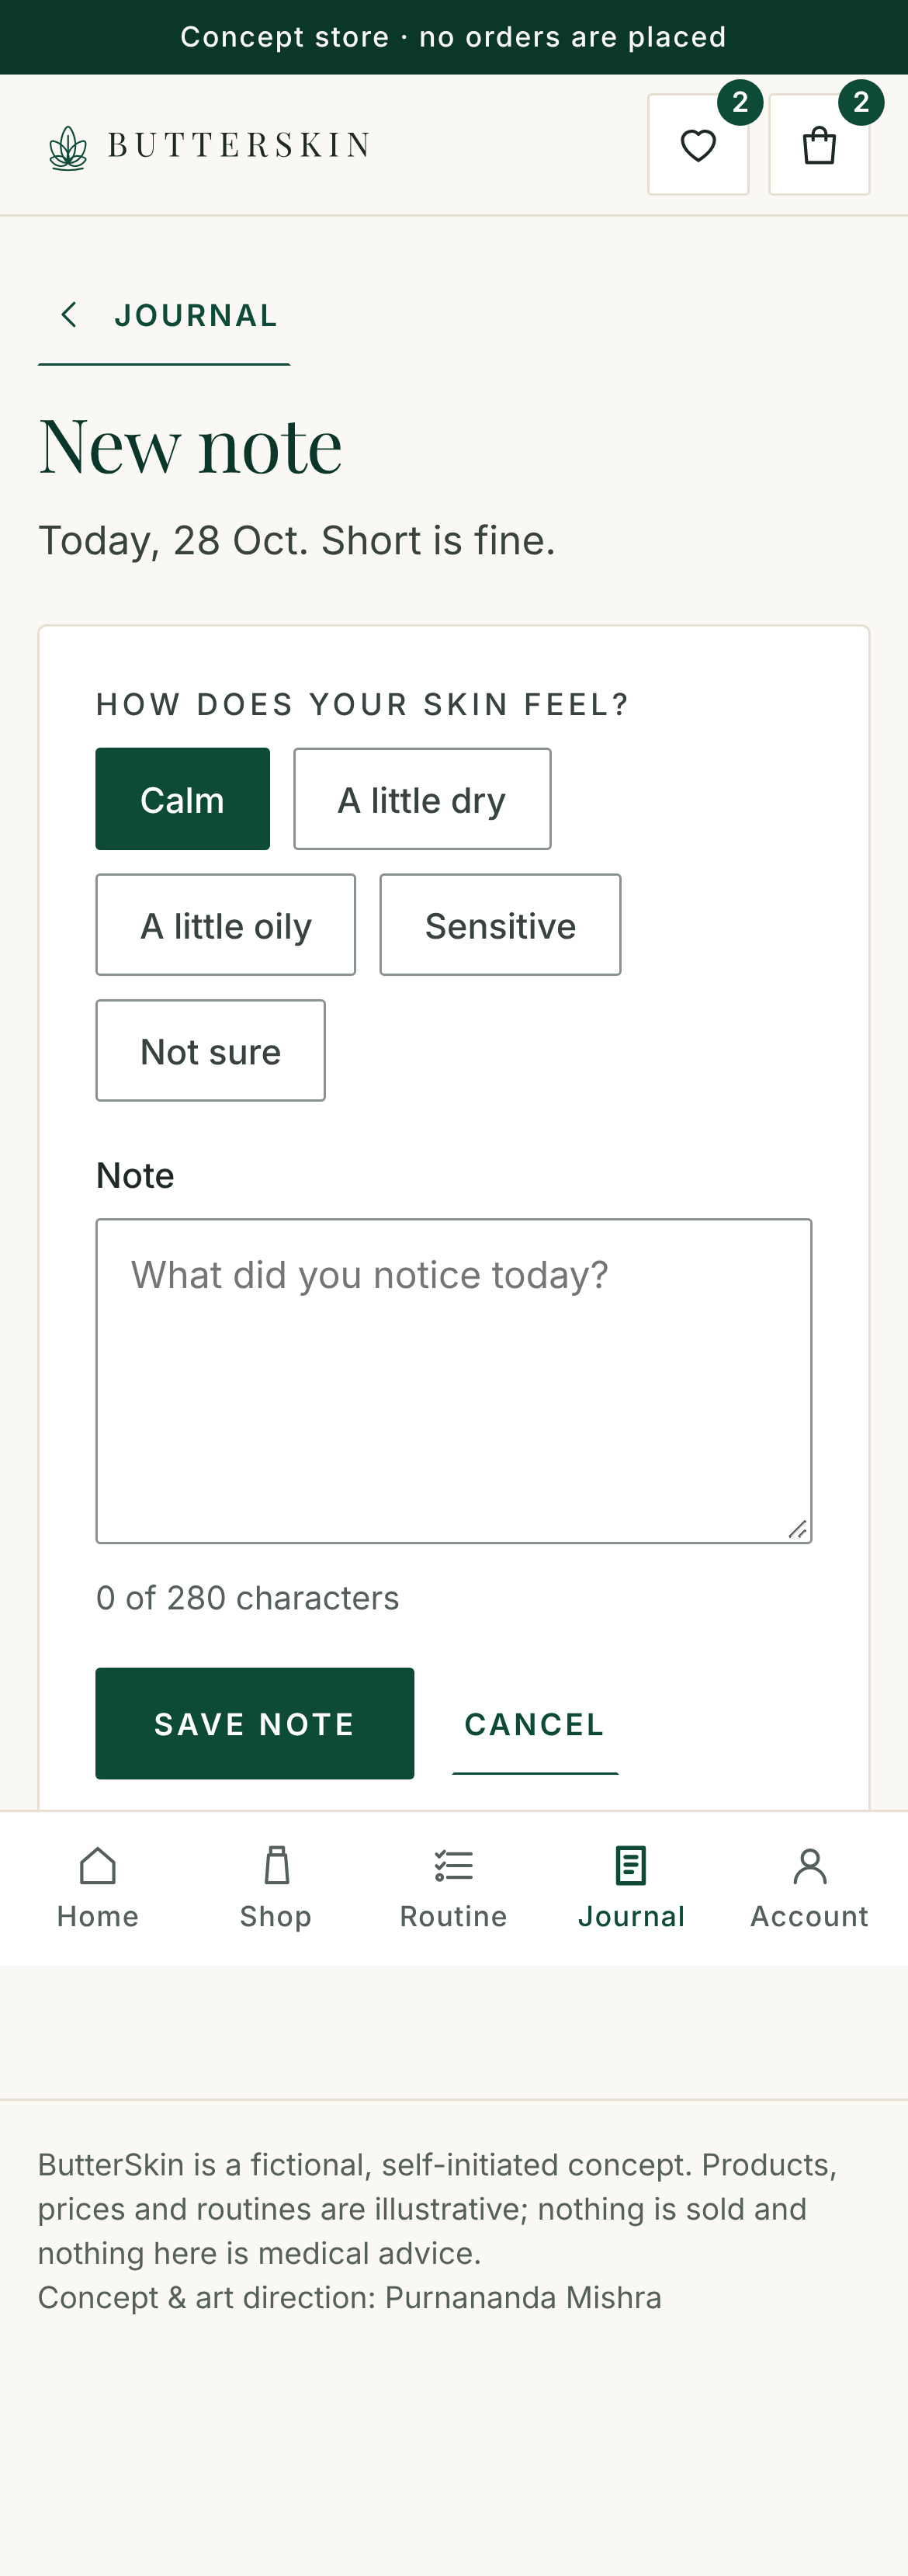 Concept store · no orders are placed
BUTTERSKIN
2
2
JOURNAL
New note
Today, 28 Oct. Short is fine.
HOW DOES YOUR SKIN FEEL?
Calm
A little dry
A little oily
Sensitive
Not sure
Note
What did you notice today?
0 of 280 characters
SAVE NOTE
CANCEL
Home
Shop
Routine
Journal
Account
ButterSkin is a fictional, self-initiated concept. Products,
prices and routines are illustrative; nothing is sold and
nothing here is medical advice.
Concept & art direction: Purnananda Mishra